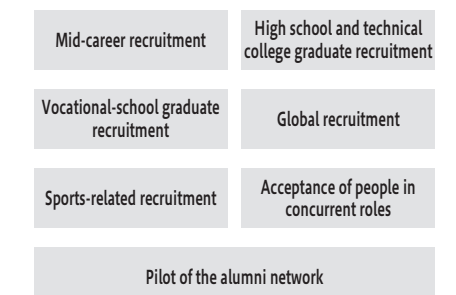 Mid-career recruitment
High school and technical
college graduate recruitment
Vocational-school graduate
recruitment
Global recruitment
Sports-related recruitment
Acceptance of people in
concurrent roles
Pilot of the alumni network